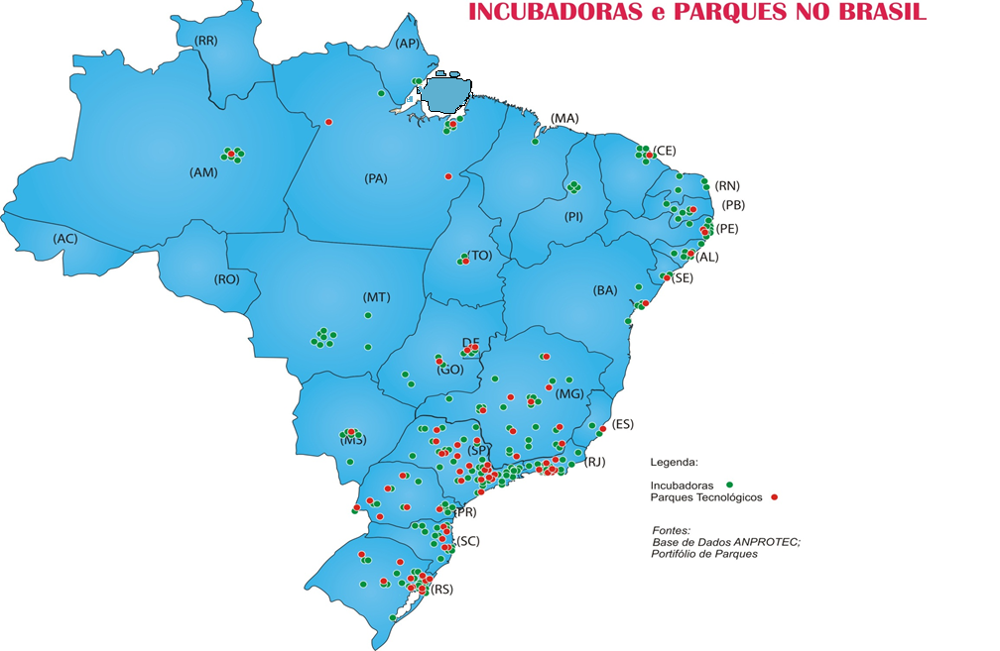 INCUBADORAS e PARQUES NO BRASIL
(RR)
(AP)
(MA)
(CE)
(AM)
(PA)
(RN)
(PB)
(PI)
(PE)
(AC)
(TO)
(AL)
(RO)
(SE)
(MT)
(BA)
DF
(GO)
(MG)
(ES)
(MS)
(SP)
(RJ)
(PR)
(SC)
(RS)
Legenda:
Incubadoras
Parques Tecnológicos
Fontes:
Base de Dados ANPROTEC;
Portifólio de Parques